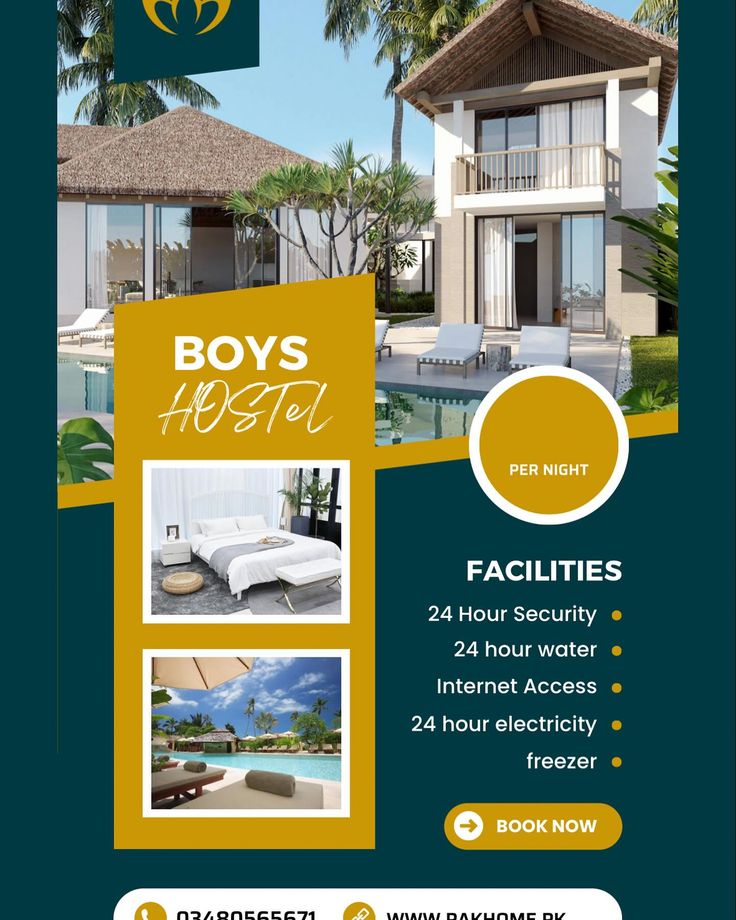 BOYS
HOSTel
PER NIGHT
FACILITIES
24 Hour Security
24 hour water
Internet Access
24 hour electricity
freezer
BOOK NOW
03480565671
WWW.PAKHOME.PK